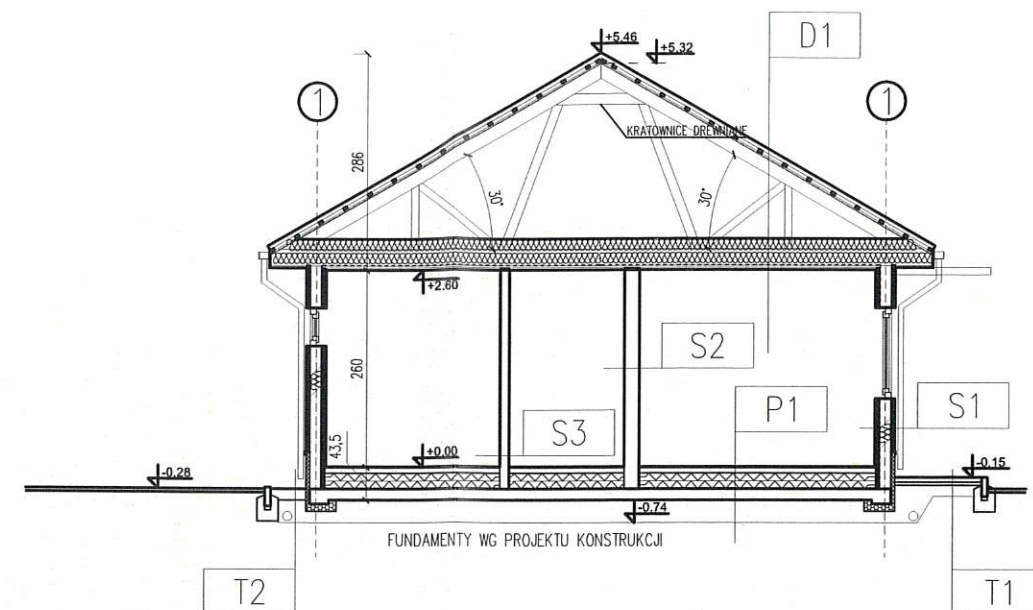 +5.46
+5.32
D1
1
1
KRATOWNICE DREWNIANE
286
30°
30°
+2.60
S2
260
P1
S1
S3
43,5
+0.00
-0.28
-0.15
-0.74
FUNDAMENTY WG PROJEKTU KONSTRUKCJI
T2
T1